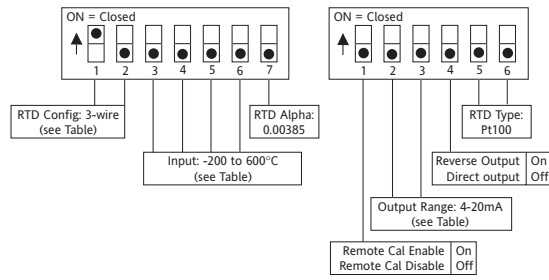 ON = Closed
1 2 3 4 5 6 7
RTD Config: 3-wire
(see Table)
RTD Alpha:
0.00385
Input: -200 to 600°C
(see Table)
ON = Closed
1 2 3 4 5 6
RTD Type:
Pt100
Reverse Output On
Direct output Off
Output Range: 4-20mA
(see Table)
Remote Cal Enable On
Remote Cal Disable Off